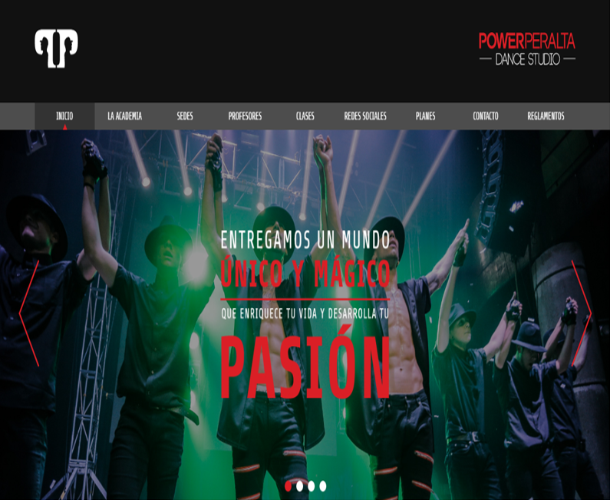 POWERPERALTA
DANCE STUDIO
INICIO
LA ACADEMIA
SEDES
PROFESORES
CLASES
REDES SOCIALES
PLANES
CONTACTO
REGLAMENTOS
ENTREGAMOS UN MUNDO
ÚNICO Y MÁGICO
QUE ENRIQUECE TU VIDA Y DESARROLLA TU
PASIÓN